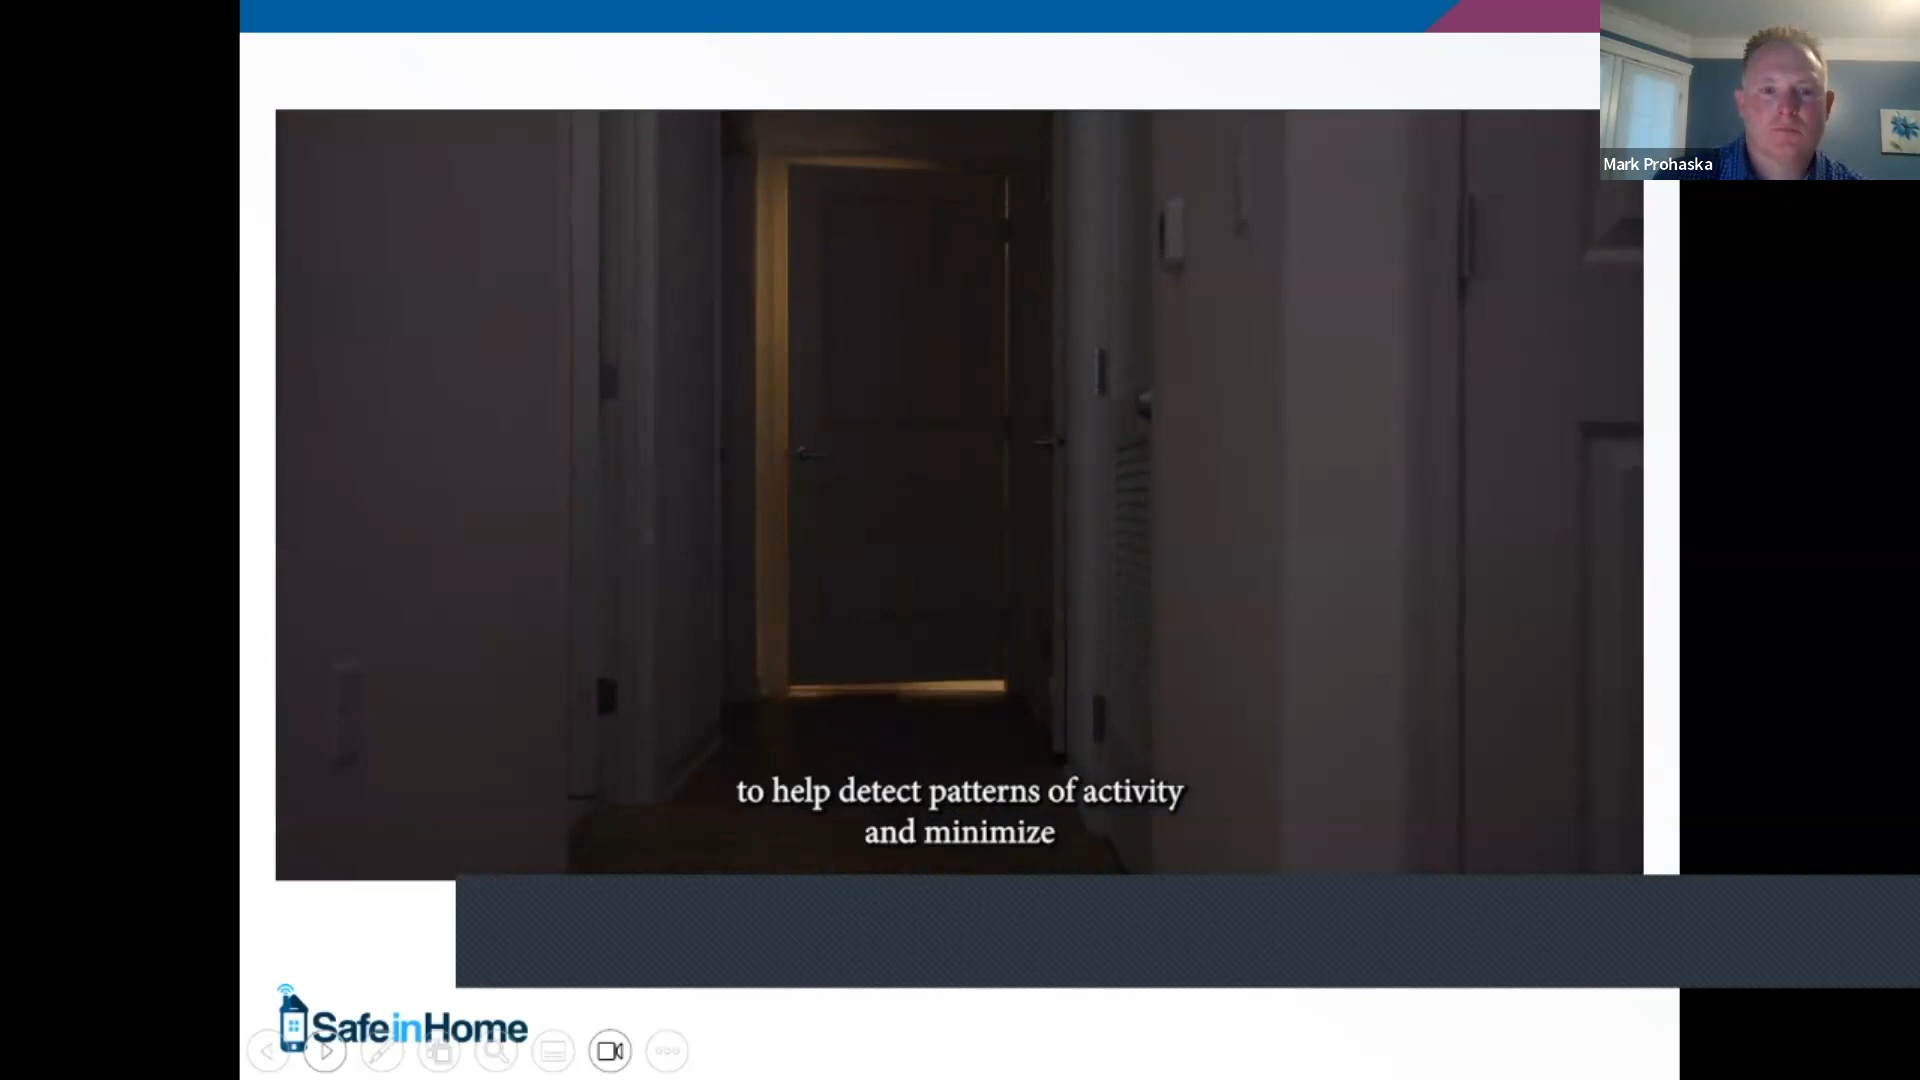 Mark Prohaska
to help detect patterns of activity
and minimize
SafeinHome